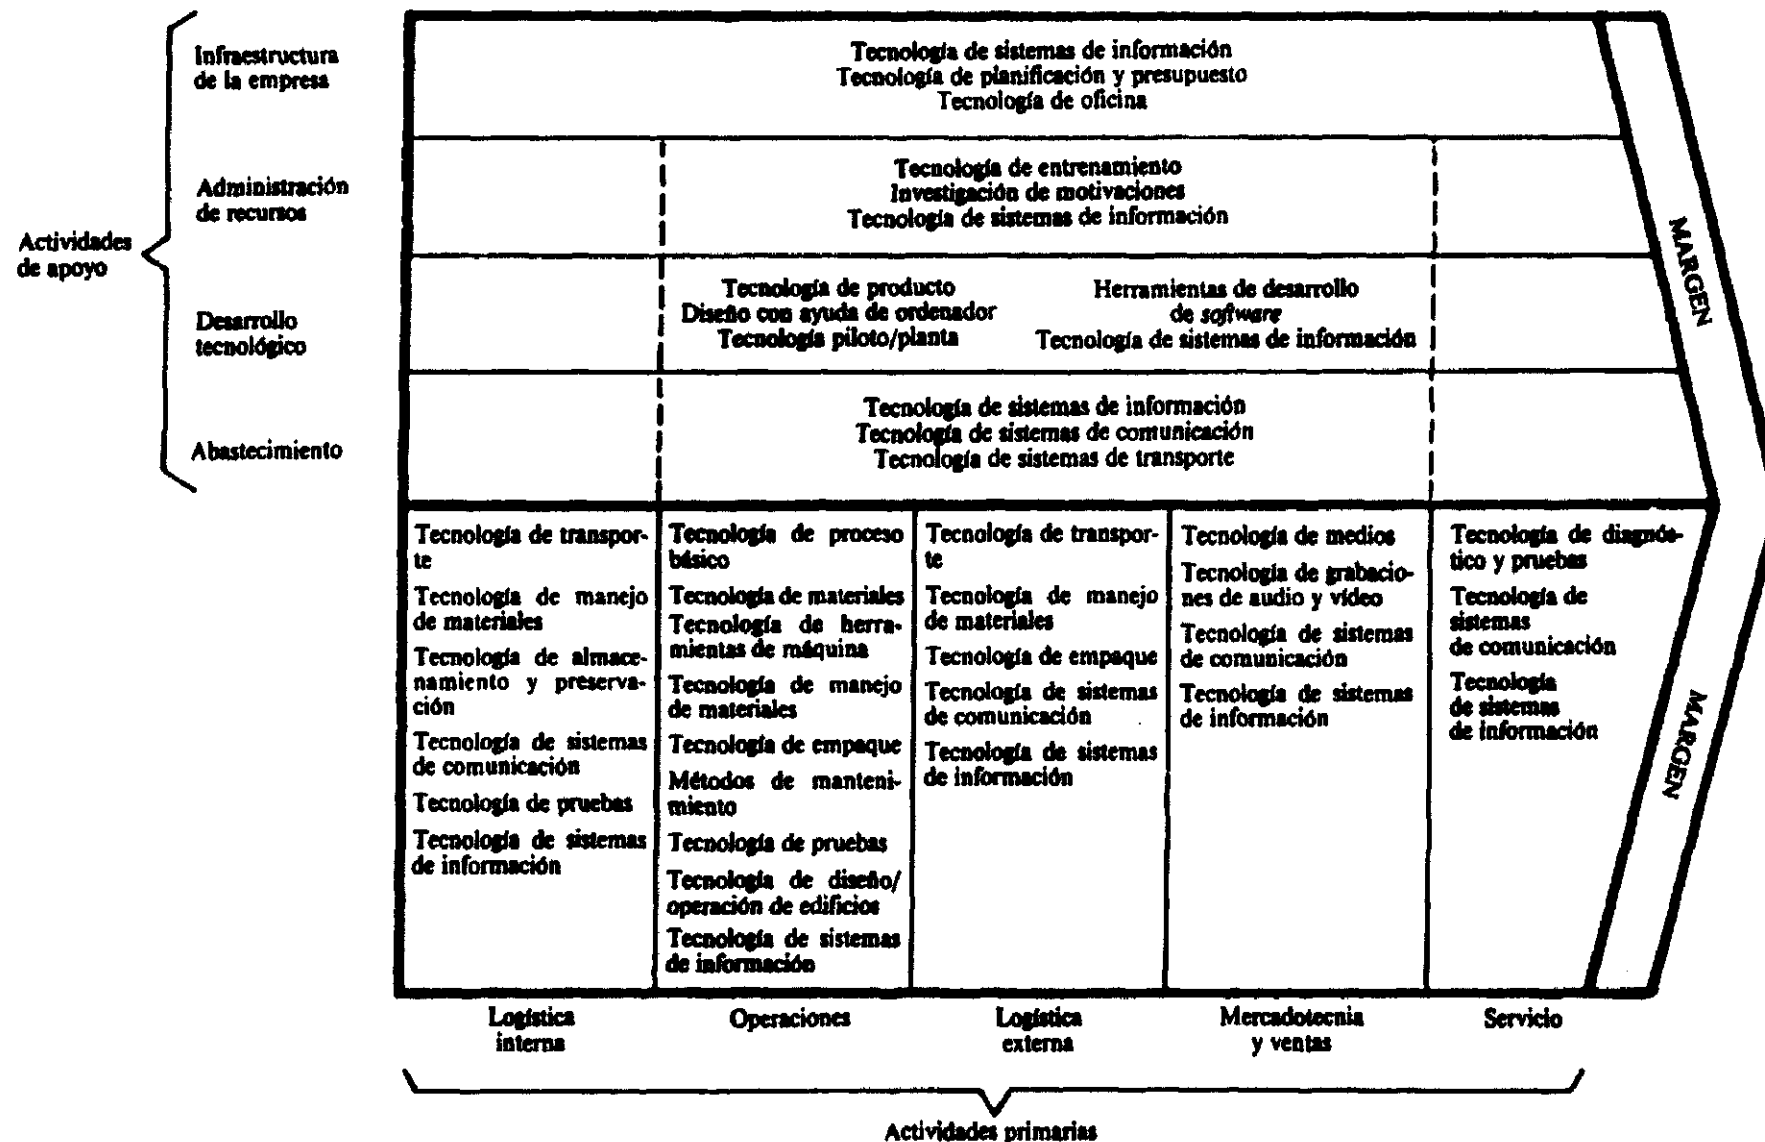 Infraestructura
de la empresa
Tecnología de sistemas de información
Tecnología de planificación y presupuesto
Tecnología de oficina
Administración
de recursos
Tecnología de entrenamiento
Investigación de motivaciones
Tecnología de sistemas de información
Actividades
de apoyo
Desarrollo
tecnológico
Tecnología de producto
Diseño con ayuda de ordenador
Tecnología piloto/planta
Herramientas de desarrollo
de software
Tecnología de sistemas de información
Abastecimiento
Tecnología de sistemas de información
Tecnología de sistemas de comunicación
Tecnología de sistemas de transporte
MARGEN
MARGEN
Tecnología de transpor-
te
Tecnología de manejo
de materiales
Tecnología de almace-
namiento y preserva-
ción
Tecnología de sistemas
de comunicación
Tecnología de pruebas
Tecnología de sistemas
de información
Tecnología de proceso
básico
Tecnología de materiales
Tecnología de herra-
mientas de máquina
Tecnología de manejo
de materiales
Tecnología de empaque
Métodos de manteni-
miento
Tecnología de pruebas
Tecnología de diseño/
operación de edificios
Tecnología de sistemas
de información
Tecnología de transpor-
te
Tecnología de manejo
de materiales
Tecnología de empaque
Tecnología de sistemas
de comunicación
Tecnología de sistemas
de información
Tecnología de medios
Tecnología de grabacio-
nes de audio y vídeo
Tecnología de sistemas
de comunicación
Tecnología de sistemas
de información
Tecnología de diagnós-
tico y pruebas
Tecnología de
sistemas
de comunicación
Tecnología
de sistemas
de información
Logística
interna
Operaciones
Logística
externa
Mercadotecnia
y ventas
Servicio
Actividades primarias